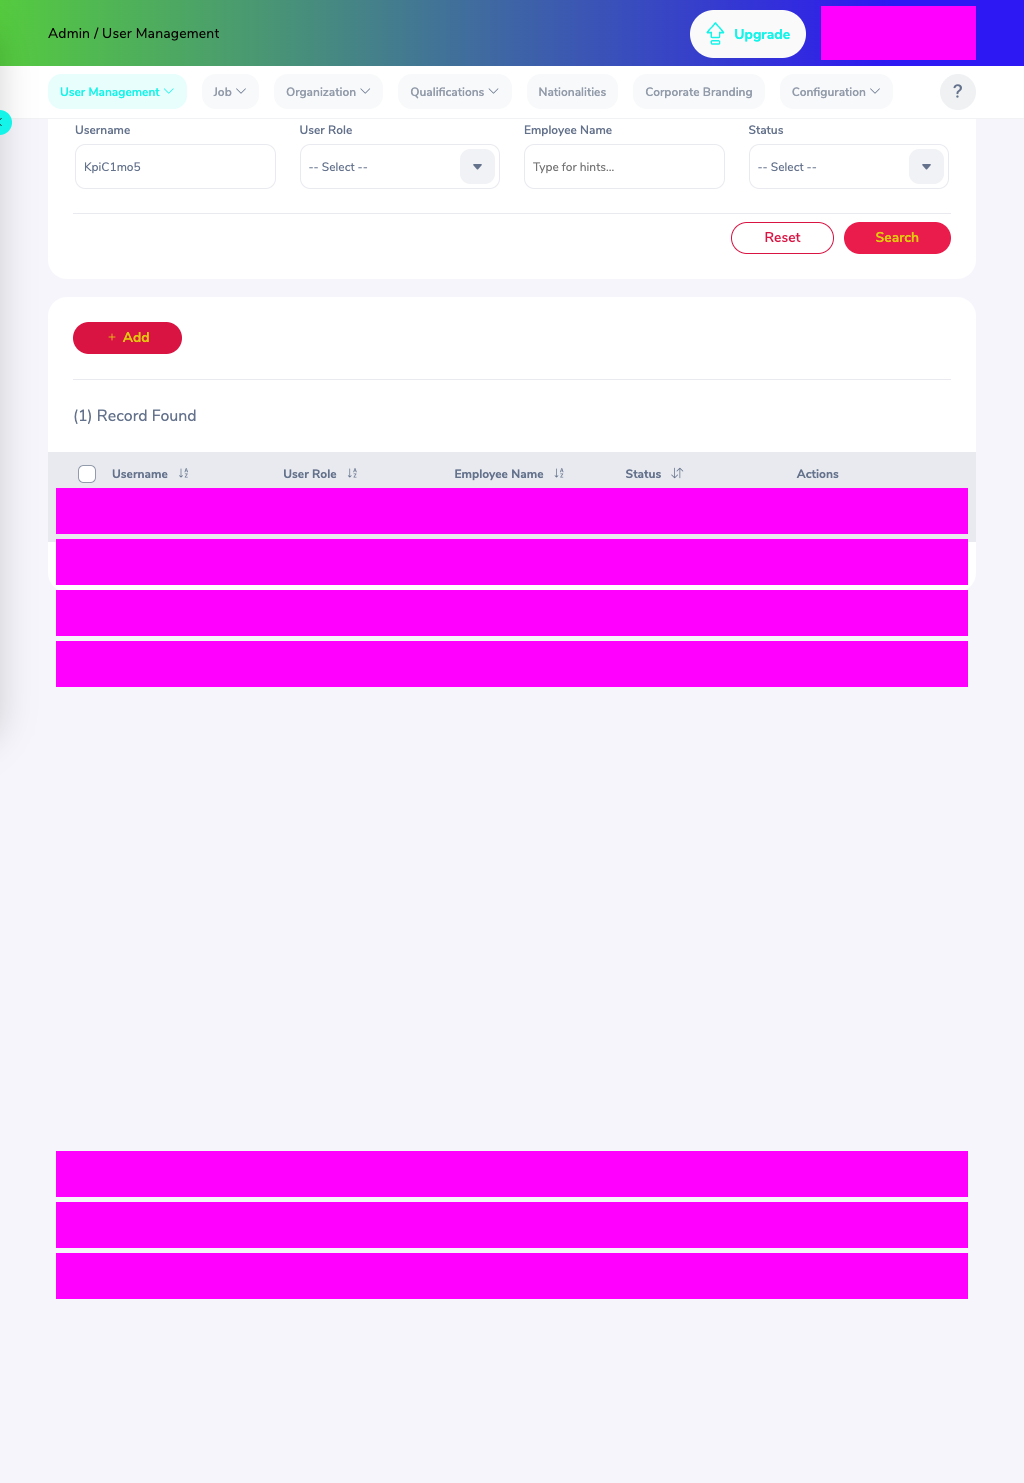 Admin / User Management
Upgrade
User Management
Job
Organization
Qualifications
Nationalities
Corporate Branding
Configuration
?
Username
User Role
Employee Name
Status
KpiC1mo5
-- Select --
Type for hints...
-- Select --
Reset
Search
+ Add
(1) Record Found
Username
User Role
Employee Name
Status
Actions